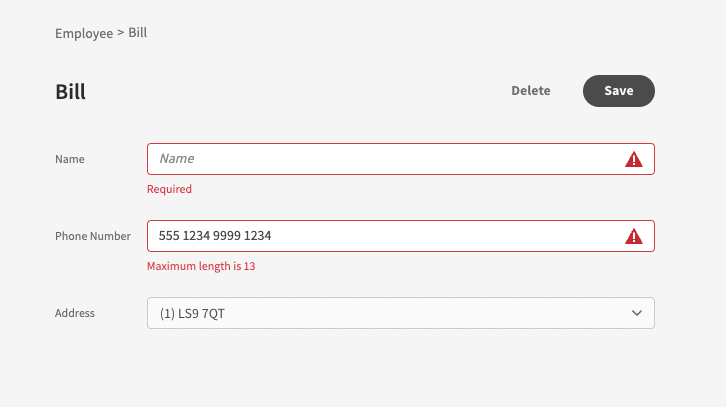 Employee > Bill
Bill
Delete
Save
Name
Name
Required
Phone Number
555 1234 9999 1234
Maximum length is 13
Address
(1) LS9 7QT